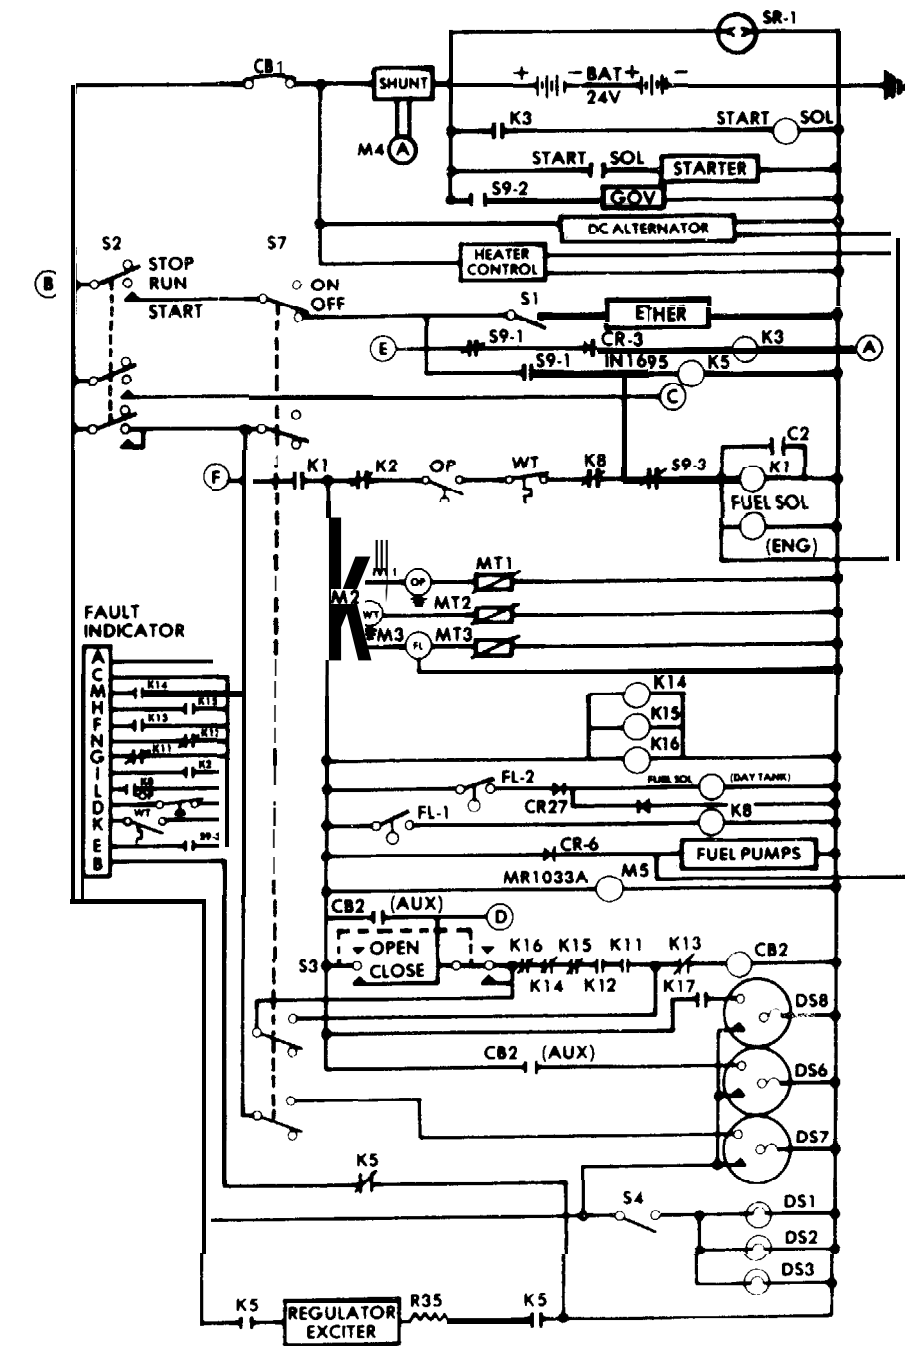 SR-1
CB1
SHUNT
+ - BAT + -
24V
K3
START SOL
M4 A
START SOL STARTER
S9-2 GOV
DC ALTERNATOR
S2 S7
HEATER
CONTROL
B
STOP
RUN
START
ON
OFF
S1 ETHER
E S9-1 CR-3 K3 A
S9-1 IN1695 K5
C
C2
F K1 K2 OP WT K8 S9-3 K1
FUEL SOL
(ENG)
OP MT1
M2 WT MT2
M3 FL MT3
FAULT
INDICATOR
A
C
M K14
H K15
F K13
N K12
G K11
I K2
L K8
D OP
K WT
E
B
K14
K15
K16
FL-2 FUEL SOL (DAY TANK)
CR27
FL-1 K8
CR-6 FUEL PUMPS
MR1033A M5
CB2 (AUX) D
S3 OPEN
CLOSE
K16 K15 K11 K13 CB2
K14 K12 K17
DS8
CB2 (AUX) DS6
DS7
K5
S4 DS1
DS2
DS3
K5 REGULATOR
EXCITER
R35 K5